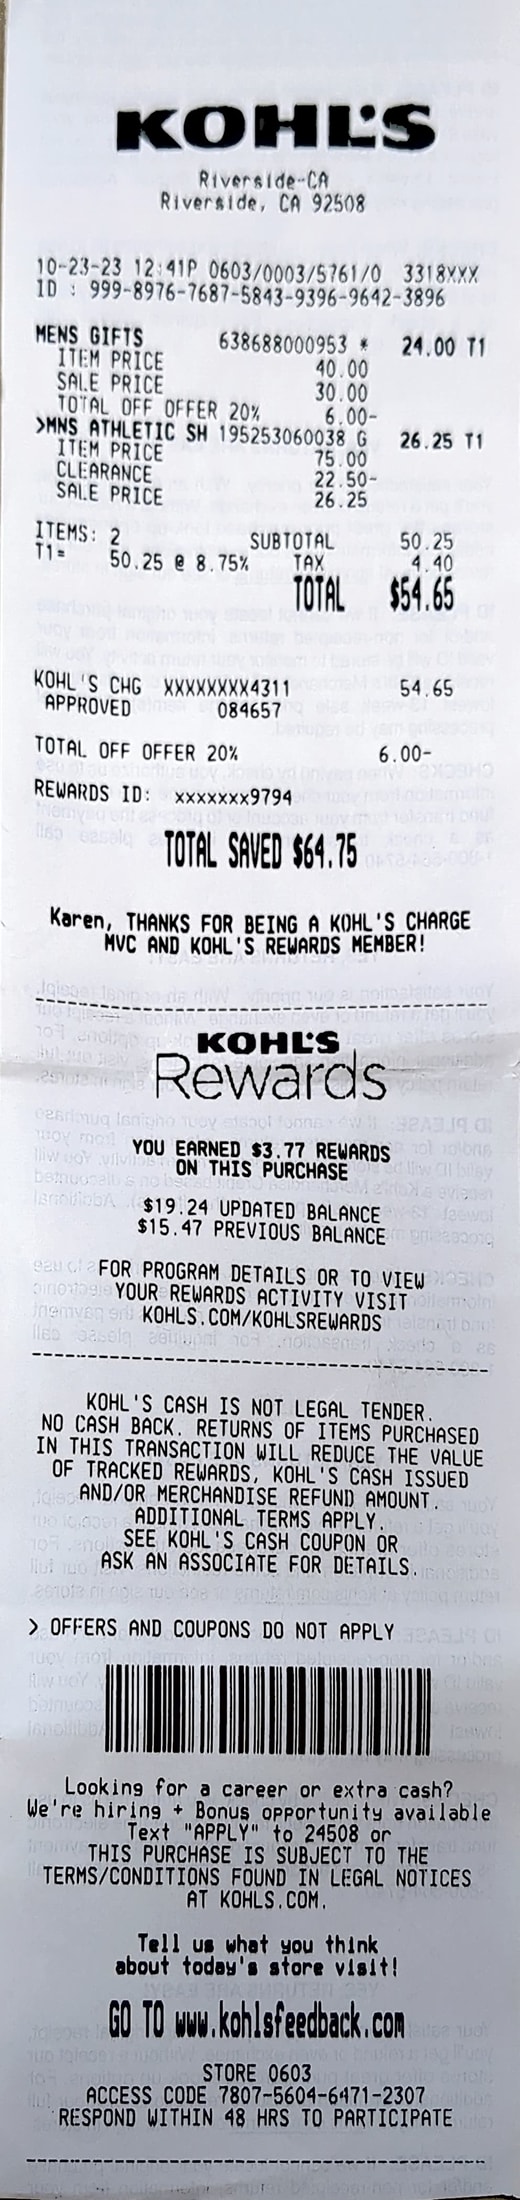 KOHL'S
Riverside-CA
Riverside, CA 92508
10-23-23 12:41P 0603/0003/5761/0 3318XXX
ID : 999-8976-7687-5843-9396-9642-3896
MENS GIFTS 638688000953 * 24.00 T1
ITEM PRICE 40.00
SALE PRICE 30.00
TOTAL OFF OFFER 20% 6.00-
>MNS ATHLETIC SH 195253060038 G 26.25 T1
ITEM PRICE 75.00
CLEARANCE 22.50-
SALE PRICE 26.25
ITEMS: 2 SUBTOTAL 50.25
T1= 50.25 @ 8.75% TAX 4.40
TOTAL $54.65
KOHL'S CHG XXXXXXXX4311 54.65
APPROVED 084657
TOTAL OFF OFFER 20% 6.00-
REWARDS ID: xxxxxxx9794
TOTAL SAVED $64.75
Karen, THANKS FOR BEING A KOHL'S CHARGE
MVC AND KOHL'S REWARDS MEMBER!
KOHL'S
Rewards
YOU EARNED $3.77 REWARDS
ON THIS PURCHASE
$19.24 UPDATED BALANCE
$15.47 PREVIOUS BALANCE
FOR PROGRAM DETAILS OR TO VIEW
YOUR REWARDS ACTIVITY VISIT
KOHLS.COM/KOHLSREWARDS
KOHL'S CASH IS NOT LEGAL TENDER.
NO CASH BACK. RETURNS OF ITEMS PURCHASED
IN THIS TRANSACTION WILL REDUCE THE VALUE
OF TRACKED REWARDS, KOHL'S CASH ISSUED
AND/OR MERCHANDISE REFUND AMOUNT.
ADDITIONAL TERMS APPLY.
SEE KOHL'S CASH COUPON OR
ASK AN ASSOCIATE FOR DETAILS.
> OFFERS AND COUPONS DO NOT APPLY
Looking for a career or extra cash?
We're hiring + Bonus opportunity available
Text "APPLY" to 24508 or
THIS PURCHASE IS SUBJECT TO THE
TERMS/CONDITIONS FOUND IN LEGAL NOTICES
AT KOHLS.COM.
Tell us what you think
about today's store visit!
GO TO www.kohlsfeedback.com
STORE 0603
ACCESS CODE 7807-5604-6471-2307
RESPOND WITHIN 48 HRS TO PARTICIPATE